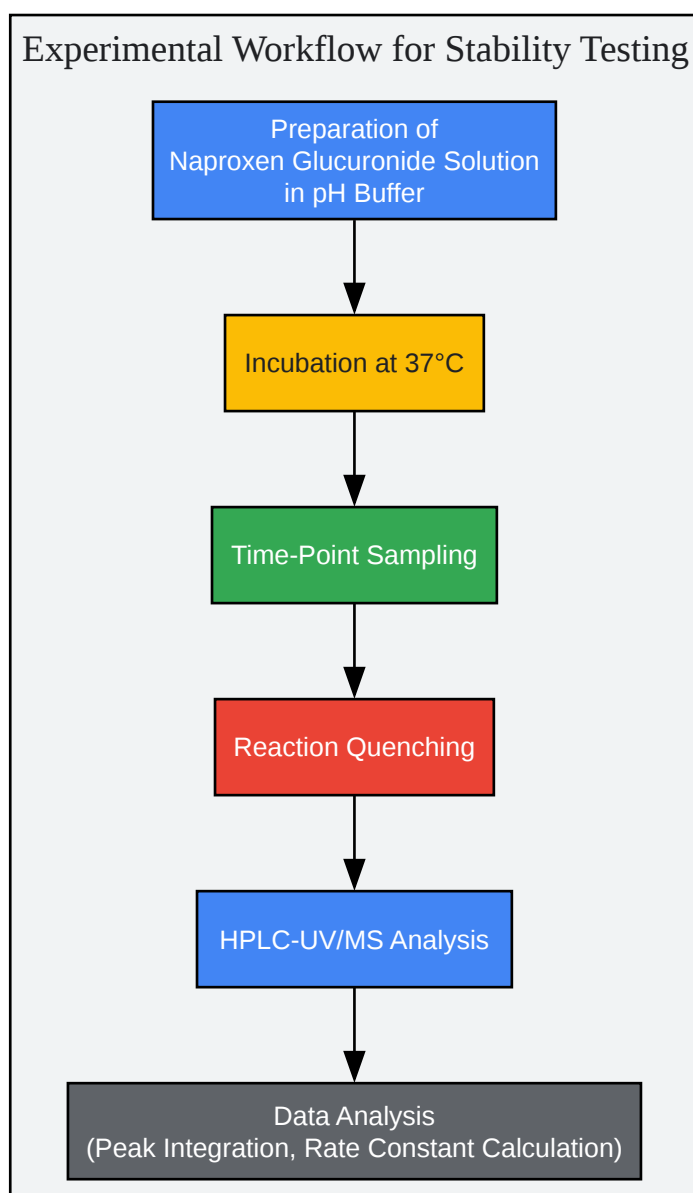 Experimental Workflow for Stability Testing
Preparation of
Naproxen Glucuronide Solution
in pH Buffer
Incubation at 37°C
Time-Point Sampling
Reaction Quenching
HPLC-UV/MS Analysis
Data Analysis
(Peak Integration, Rate Constant Calculation)